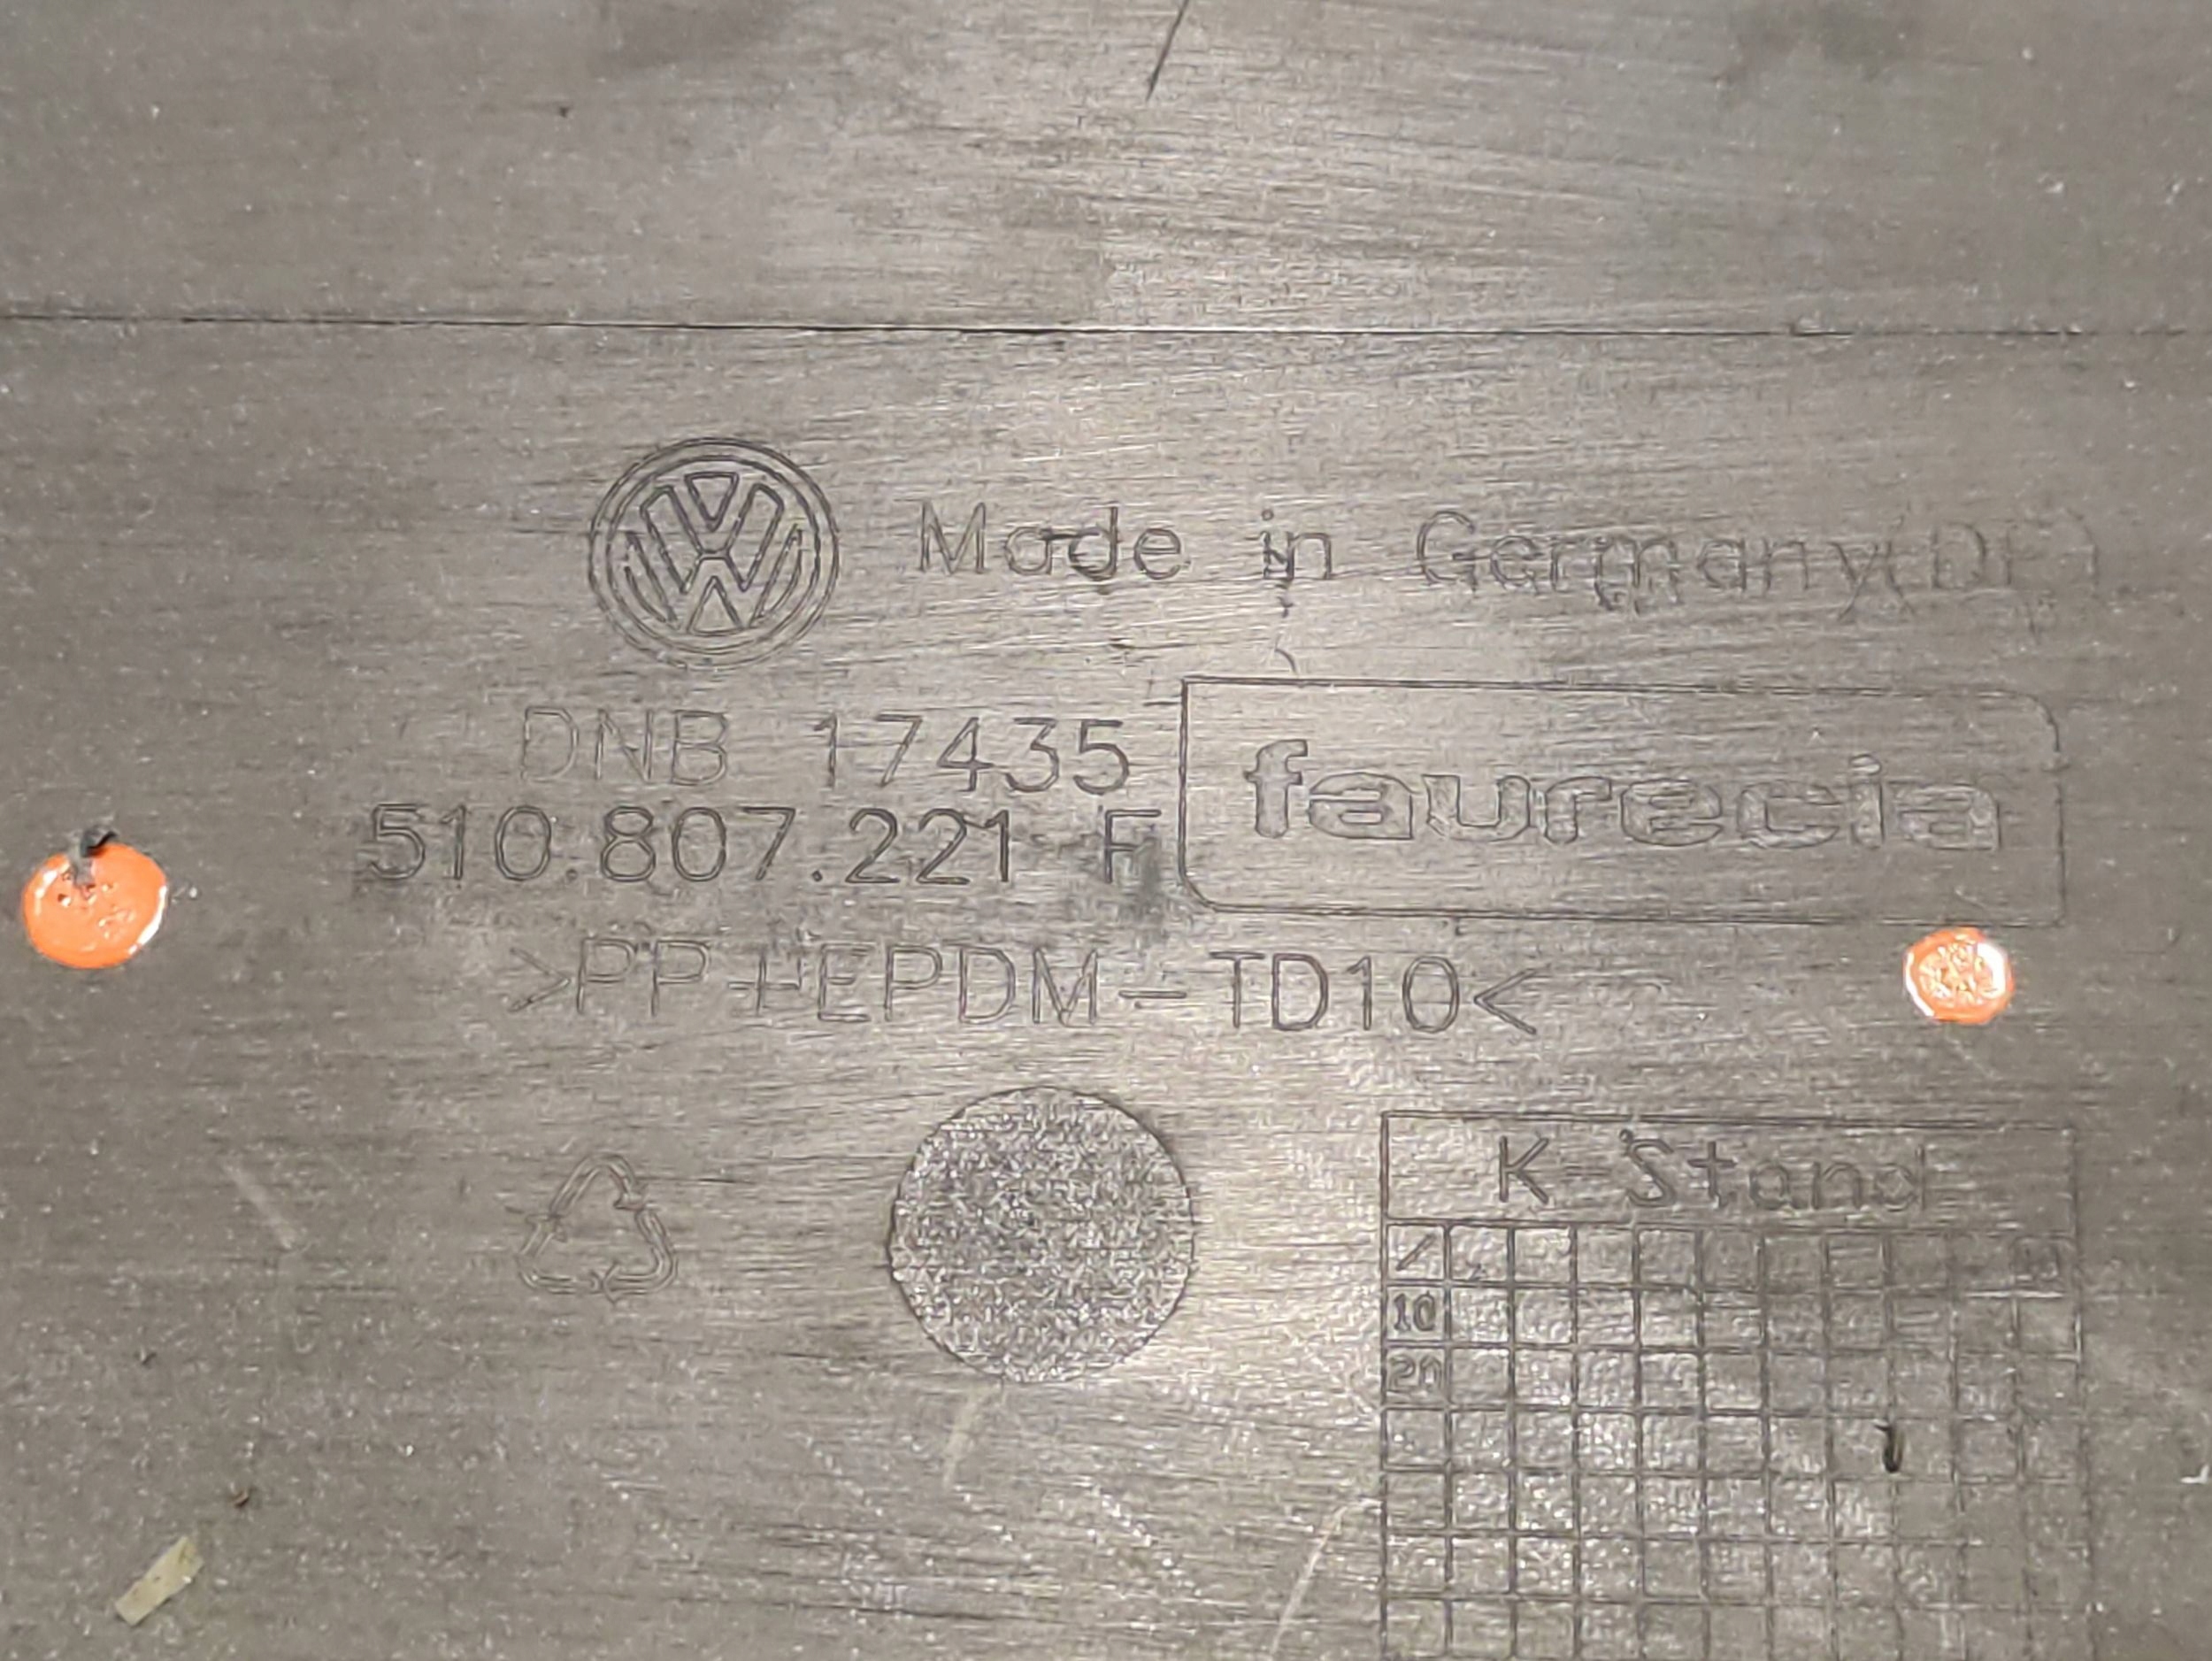 Made in Germany
DNB 17435
faurecia
510.807.221 F
>PP+EPDM-TD10<
K-Stand
10
20